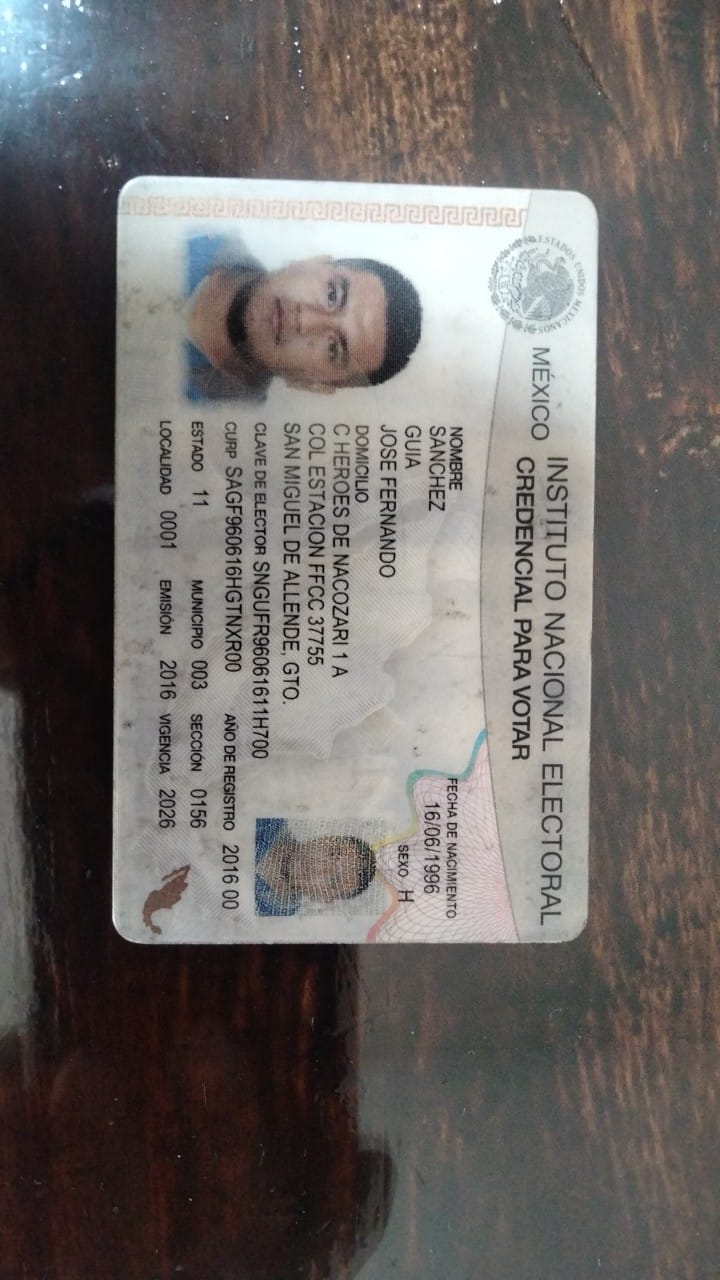 ESTADOS UNIDOS MEXICANOS
MÉXICO INSTITUTO NACIONAL ELECTORAL
CREDENCIAL PARA VOTAR
NOMBRE
SANCHEZ
GUIA
JOSE FERNANDO
FECHA DE NACIMIENTO
16/06/1996
SEXO H
DOMICILIO
C HEROES DE NACOZARI 1 A
COL ESTACION FFCC 37755
SAN MIGUEL DE ALLENDE, GTO.
CLAVE DE ELECTOR SNGUFR96061611H700
CURP SAGF960616HGTNXR00 AÑO DE REGISTRO 2016 00
ESTADO 11 MUNICIPIO 003 SECCIÓN 0156
LOCALIDAD 0001 EMISIÓN 2016 VIGENCIA 2026